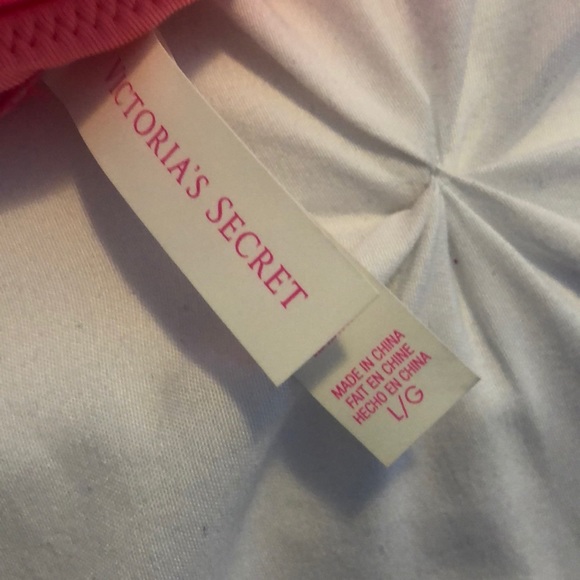 VICTORIA'S SECRET
MADE IN CHINA
FAIT EN CHINE
HECHO EN CHINA
L/G